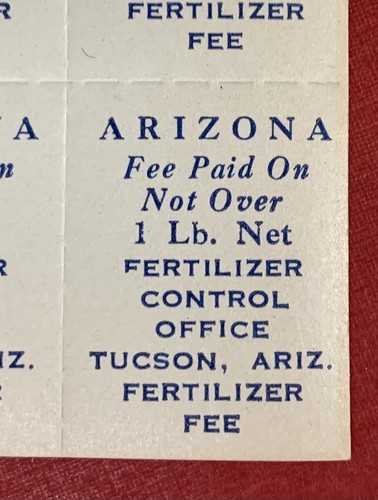 FERTILIZER
FEE
ARIZONA
Fee Paid On
Not Over
1 Lb. Net
FERTILIZER
CONTROL
OFFICE
TUCSON, ARIZ.
FERTILIZER
FEE